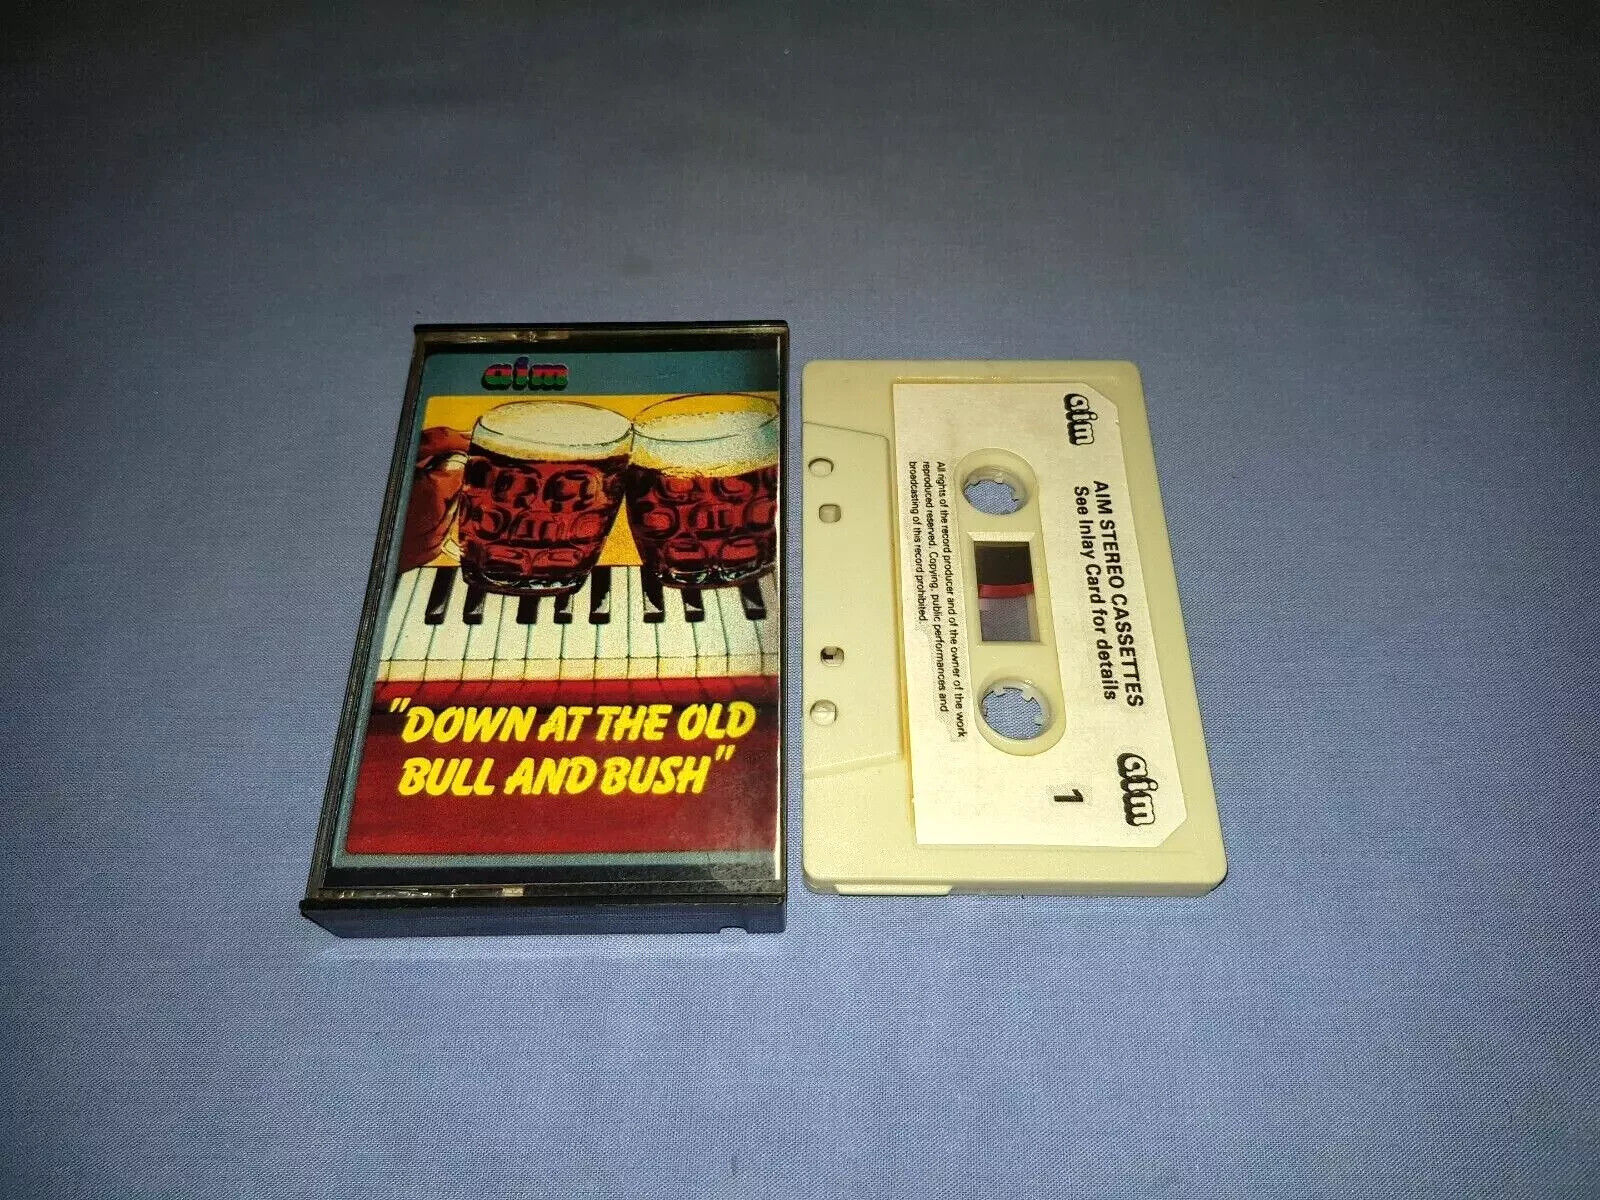 aim
"DOWN AT THE OLD
BULL AND BUSH"
aim
AIM STEREO CASSETTES
See Inlay Card for details
aim
1
All rights of the record producer and of the owner of the work
reproduced reserved. Copying, public performances and
broadcasting of this record prohibited.